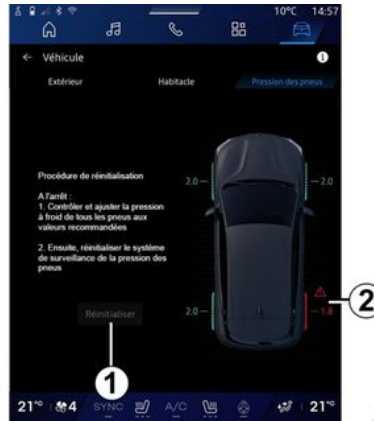 10°C 14:57
Véhicule
Extérieur Habitacle Pression des pneus
Procédure de réinitialisation
A l'arrêt :
1. Contrôler et ajuster la pression
à froid de tous les pneus aux
valeurs recommandées
2. Ensuite, réinitialiser le système
de surveillance de la pression des
pneus
2.0 2.0
2.0 1.8
2
Réinitialiser
1
21°C 4 SYNC A/C 21°C